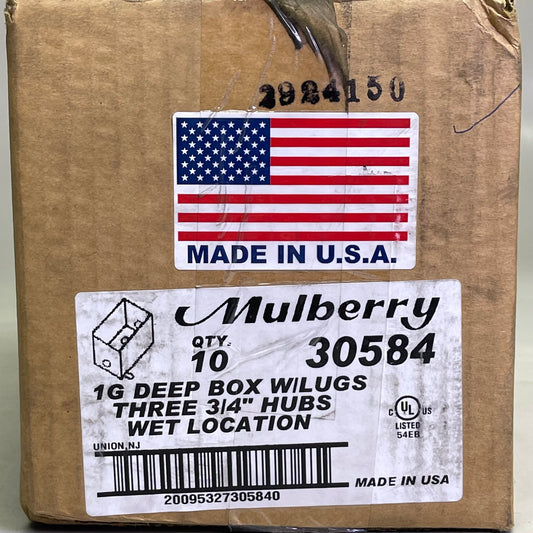 2924150
MADE IN U.S.A.
Mulberry
QTY.
10
30584
1G DEEP BOX W/LUGS
THREE 3/4" HUBS
WET LOCATION
C UL US
LISTED
54EB
UNION, NJ
20095327305840
MADE IN USA